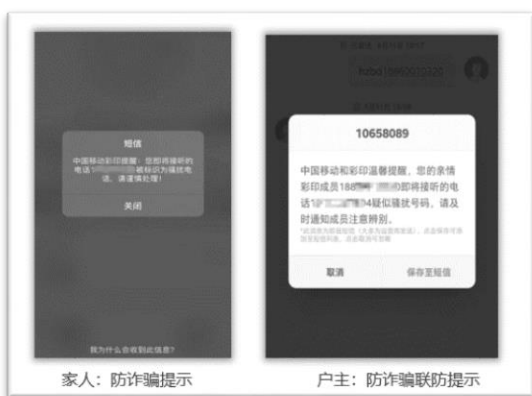 短信
中国移动彩印提醒：您即将接听的
电话1 被标识为骚扰电
话，请谨慎处理！
关闭
我为什么会收到此信息?
家人：防诈骗提示
10658089
中国移动和彩印温馨提醒，您的亲情
彩印成员188 即将接听的电
话1 4疑似骚扰号码，请及
时通知成员注意辨别。
取消
保存至短信
户主：防诈骗联防提示